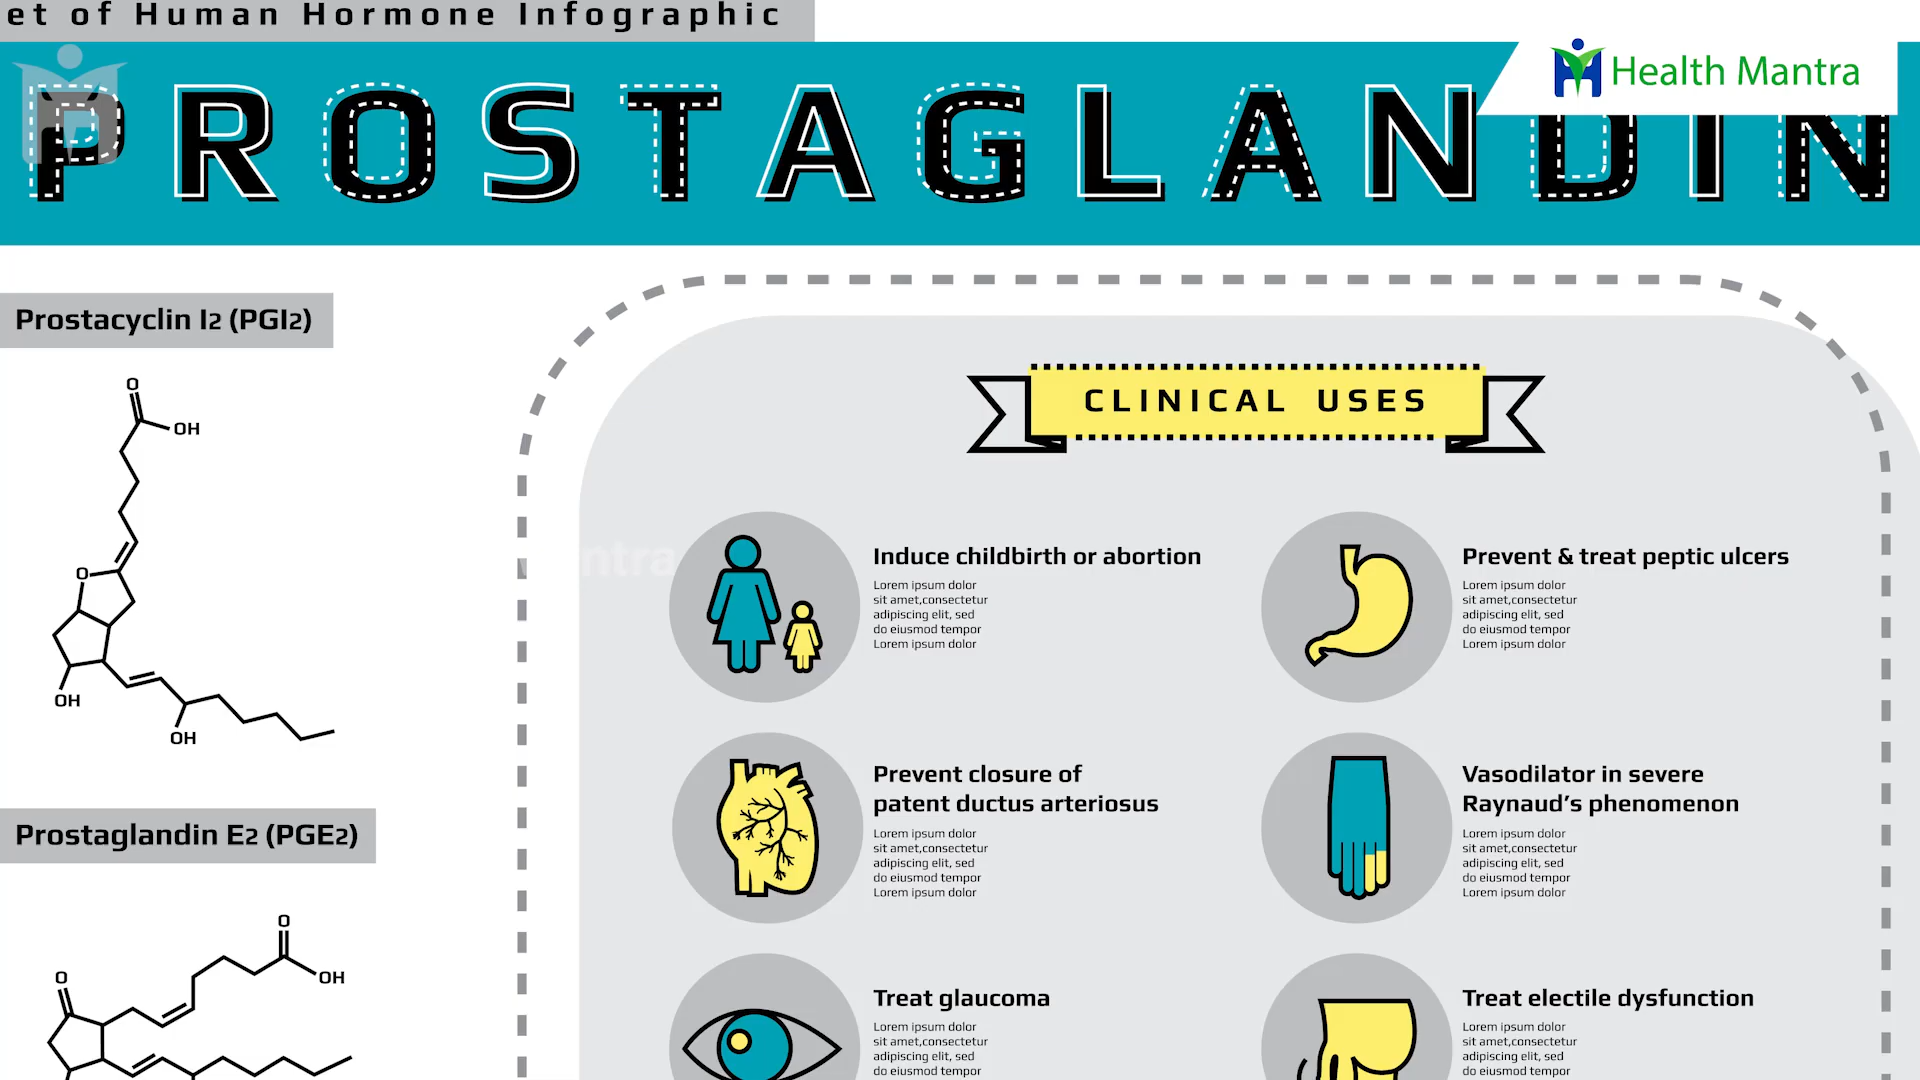 et of Human Hormone Infographic
Health Mantra
PROSTAGLANDIN
Prostacyclin I2 (PGI2)
O
OH
O
OH
OH
Prostaglandin E2 (PGE2)
O
OH
O
CLINICAL USES
ntra
Induce childbirth or abortion
Lorem ipsum dolor
sit amet,consectetur
adipiscing elit, sed
do eiusmod tempor
Lorem ipsum dolor
Prevent & treat peptic ulcers
Lorem ipsum dolor
sit amet,consectetur
adipiscing elit, sed
do eiusmod tempor
Lorem ipsum dolor
Prevent closure of
patent ductus arteriosus
Lorem ipsum dolor
sit amet,consectetur
adipiscing elit, sed
do eiusmod tempor
Lorem ipsum dolor
Vasodilator in severe
Raynaud's phenomenon
Lorem ipsum dolor
sit amet,consectetur
adipiscing elit, sed
do eiusmod tempor
Lorem ipsum dolor
Treat glaucoma
Lorem ipsum dolor
sit amet,consectetur
adipiscing elit, sed
do eiusmod tempor
Treat electile dysfunction
Lorem ipsum dolor
sit amet,consectetur
adipiscing elit, sed
do eiusmod tempor